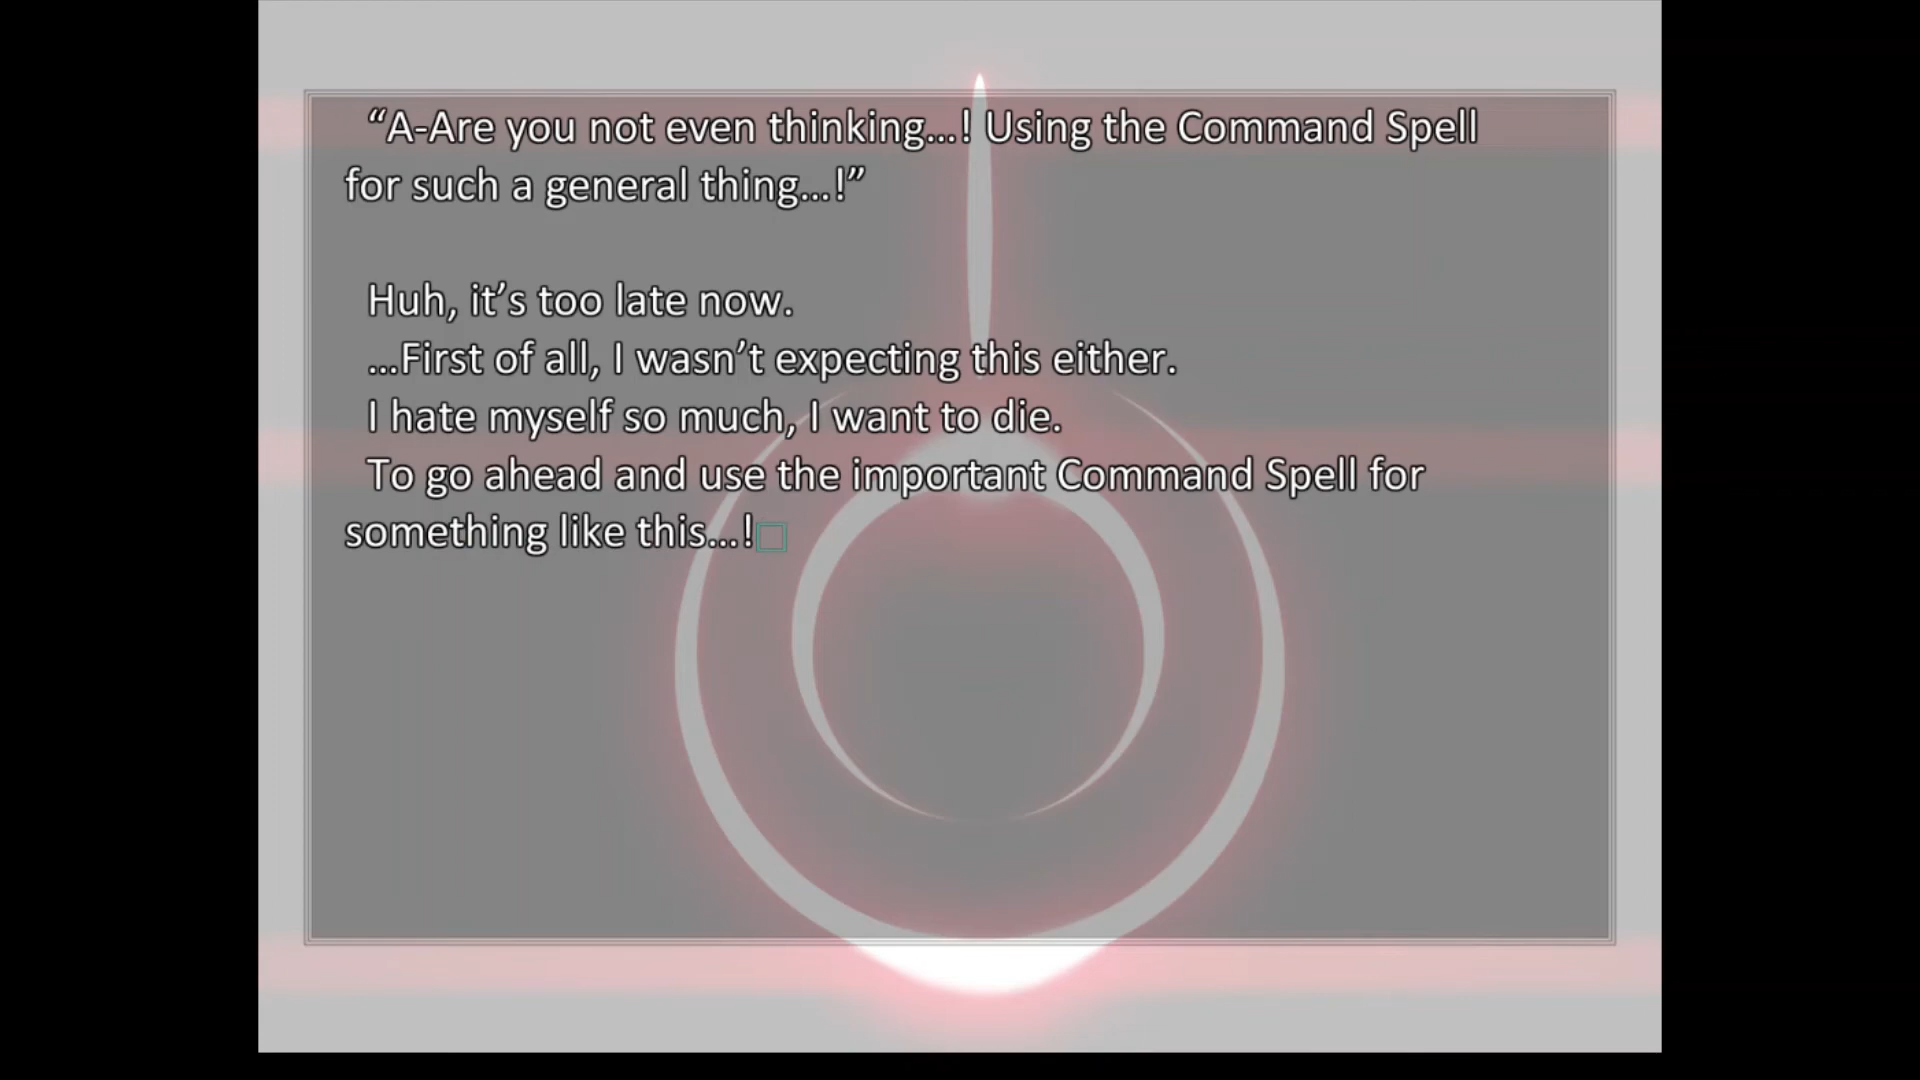 “A-Are you not even thinking...! Using the Command Spell
for such a general thing...!”
Huh, it’s too late now.
...First of all, I wasn’t expecting this either.
I hate myself so much, I want to die.
To go ahead and use the important Command Spell for
something like this...!